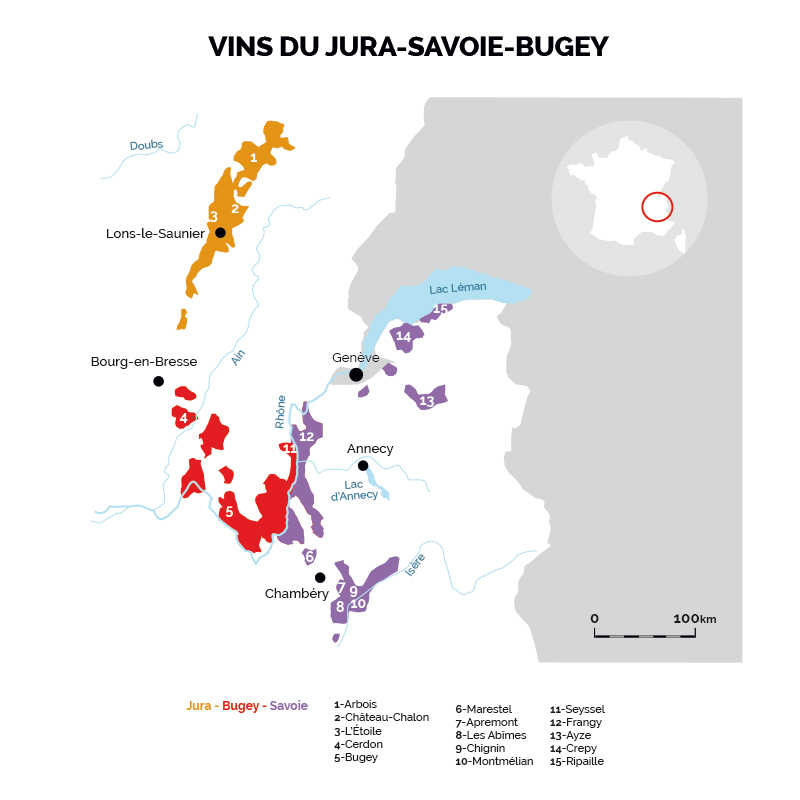 VINS DU JURA-SAVOIE-BUGEY
Doubs
1
2
3
Lons-le-Saunier
Lac Léman
15
14
Ain
Genève
Bourg-en-Bresse
13
Rhône
4
12
11
Annecy
Lac
d'Annecy
5
6
Isère
Chambéry
7
9
8
10
0
100km
Jura - Bugey - Savoie
1-Arbois
2-Château-Chalon
3-L'Étoile
4-Cerdon
5-Bugey
6-Marestel
7-Apremont
8-Les Abîmes
9-Chignin
10-Montmélian
11-Seyssel
12-Frangy
13-Ayze
14-Crepy
15-Ripaille